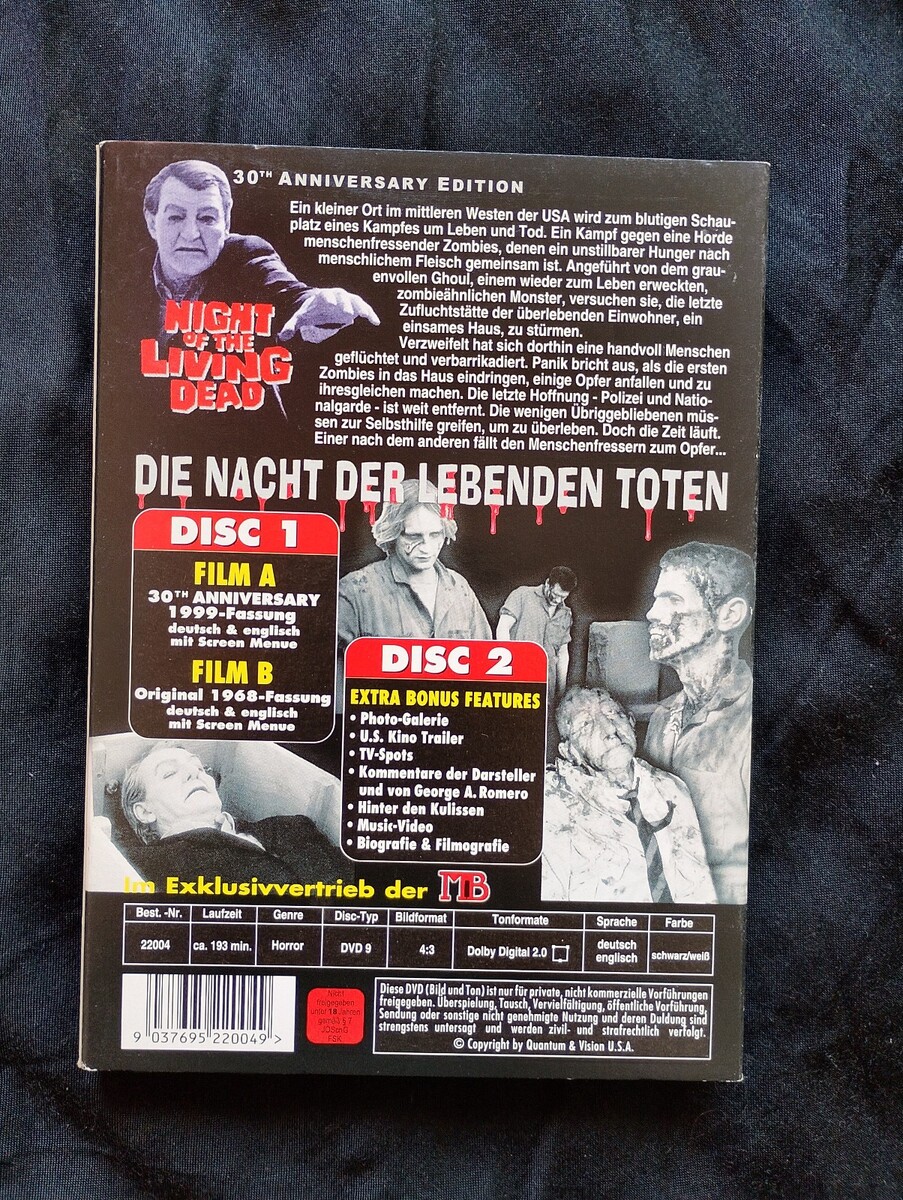 30TH ANNIVERSARY EDITION
Ein kleiner Ort im mittleren Westen der USA wird zum blutigen Schau-
platz eines Kampfes um Leben und Tod. Ein Kampf gegen eine Horde
menschenfressender Zombies, denen ein unstillbarer Hunger nach
menschlichem Fleisch gemeinsam ist. Angeführt von dem grau-
envollen Ghoul, einem wieder zum Leben erweckten,
zombieähnlichen Monster, versuchen sie, die letzte
Zufluchtstätte der überlebenden Einwohner, ein
einsames Haus, zu stürmen.
Verzweifelt hat sich dorthin eine handvoll Menschen
geflüchtet und verbarrikadiert. Panik bricht aus, als die ersten
Zombies in das Haus eindringen, einige Opfer anfallen und zu
ihresgleichen machen. Die letzte Hoffnung - Polizei und Natio-
nalgarde - ist weit entfernt. Die wenigen Übriggebliebenen müs-
sen zur Selbsthilfe greifen, um zu überleben. Doch die Zeit läuft.
Einer nach dem anderen fällt den Menschenfressern zum Opfer...
NIGHT
OF THE
LIVING
DEAD
DIE NACHT DER LEBENDEN TOTEN
DISC 1
FILM A
30TH ANNIVERSARY
1999-Fassung
deutsch & englisch
mit Screen Menue
FILM B
Original 1968-Fassung
deutsch & englisch
mit Screen Menue
DISC 2
EXTRA BONUS FEATURES
• Photo-Galerie
• U.S. Kino Trailer
• TV-Spots
• Kommentare der Darsteller
und von George A. Romero
• Hinter den Kulissen
• Music-Video
• Biografie & Filmografie
Im Exklusivvertrieb der MIB
Best. -Nr. Laufzeit Genre Disc-Typ Bildformat Tonformate Sprache Farbe
22004 ca. 193 min. Horror DVD 9 4:3 Dolby Digital 2.0 deutsch englisch schwarz/weiß
9 037695 220049 >
Nicht
freigegeben
unter 18 Jahren
gemäß § 7
JÖSchG
FSK
Diese DVD (Bild und Ton) ist nur für private, nicht kommerzielle Vorführungen
freigegeben. Überspielung, Tausch, Vervielfältigung, öffentliche Vorführung,
Sendung oder sonstige nicht genehmigte Nutzung und deren Duldung sind
strengstens untersagt und werden zivil- und strafrechtlich verfolgt.
© Copyright by Quantum & Vision U.S.A.